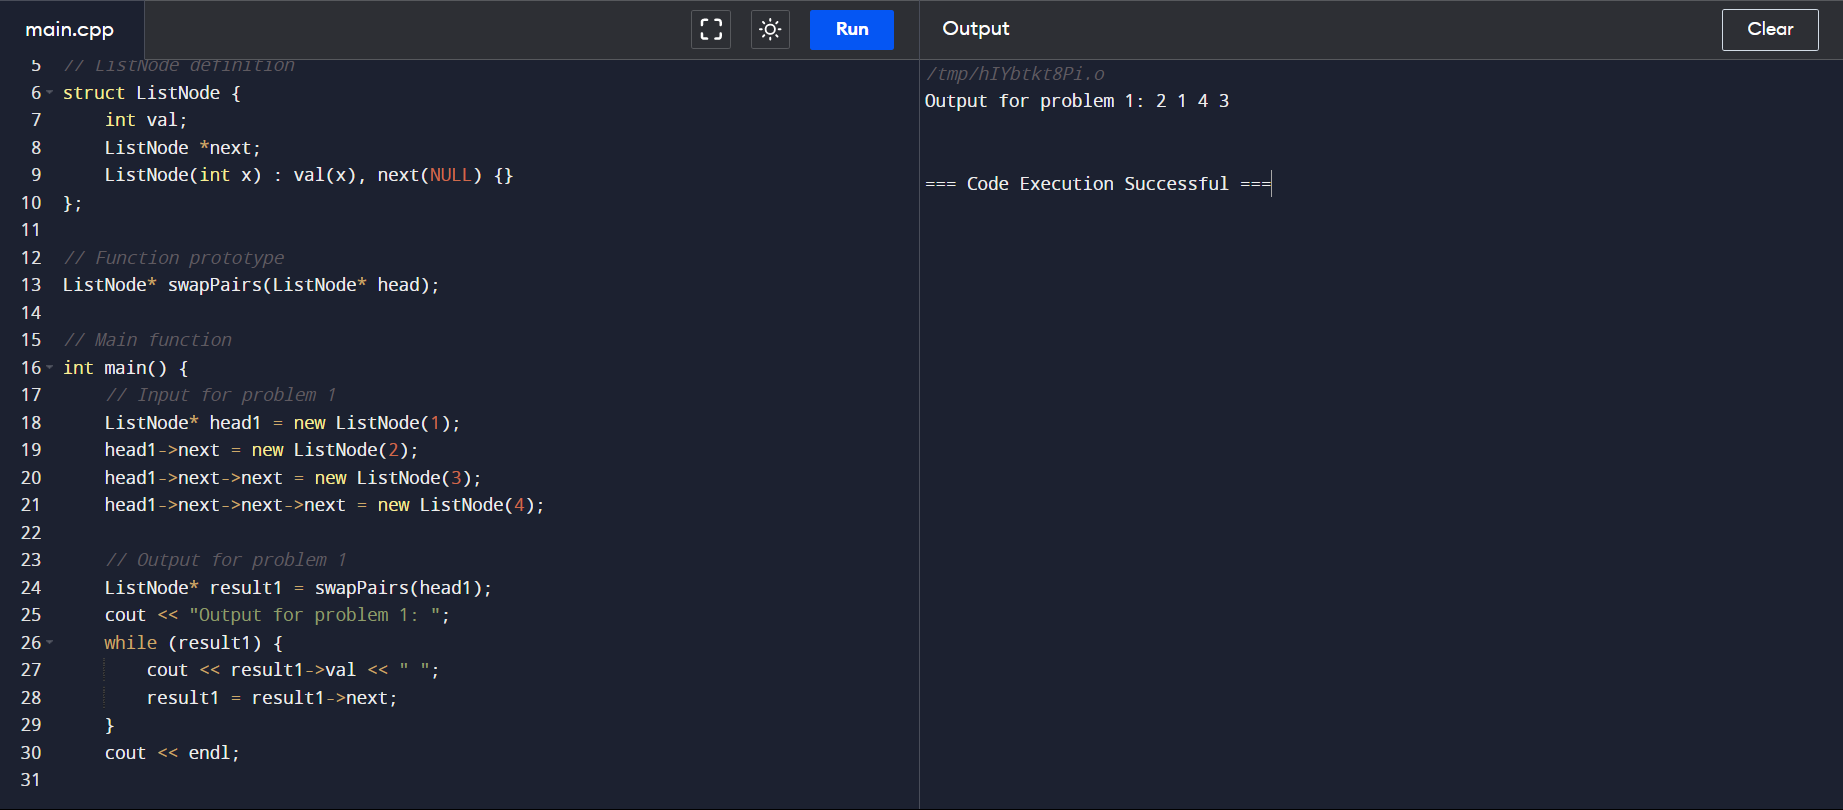 main.cpp
Run
Output
Clear
5 // ListNode definition
6 struct ListNode {
7     int val;
8     ListNode *next;
9     ListNode(int x) : val(x), next(NULL) {}
10 };
11
12 // Function prototype
13 ListNode* swapPairs(ListNode* head);
14
15 // Main function
16 int main() {
17     // Input for problem 1
18     ListNode* head1 = new ListNode(1);
19     head1->next = new ListNode(2);
20     head1->next->next = new ListNode(3);
21     head1->next->next->next = new ListNode(4);
22
23     // Output for problem 1
24     ListNode* result1 = swapPairs(head1);
25     cout << "Output for problem 1: ";
26     while (result1) {
27         cout << result1->val << " ";
28         result1 = result1->next;
29     }
30     cout << endl;
31
/tmp/hIYbtkt8Pi.o
Output for problem 1: 2 1 4 3
=== Code Execution Successful ===